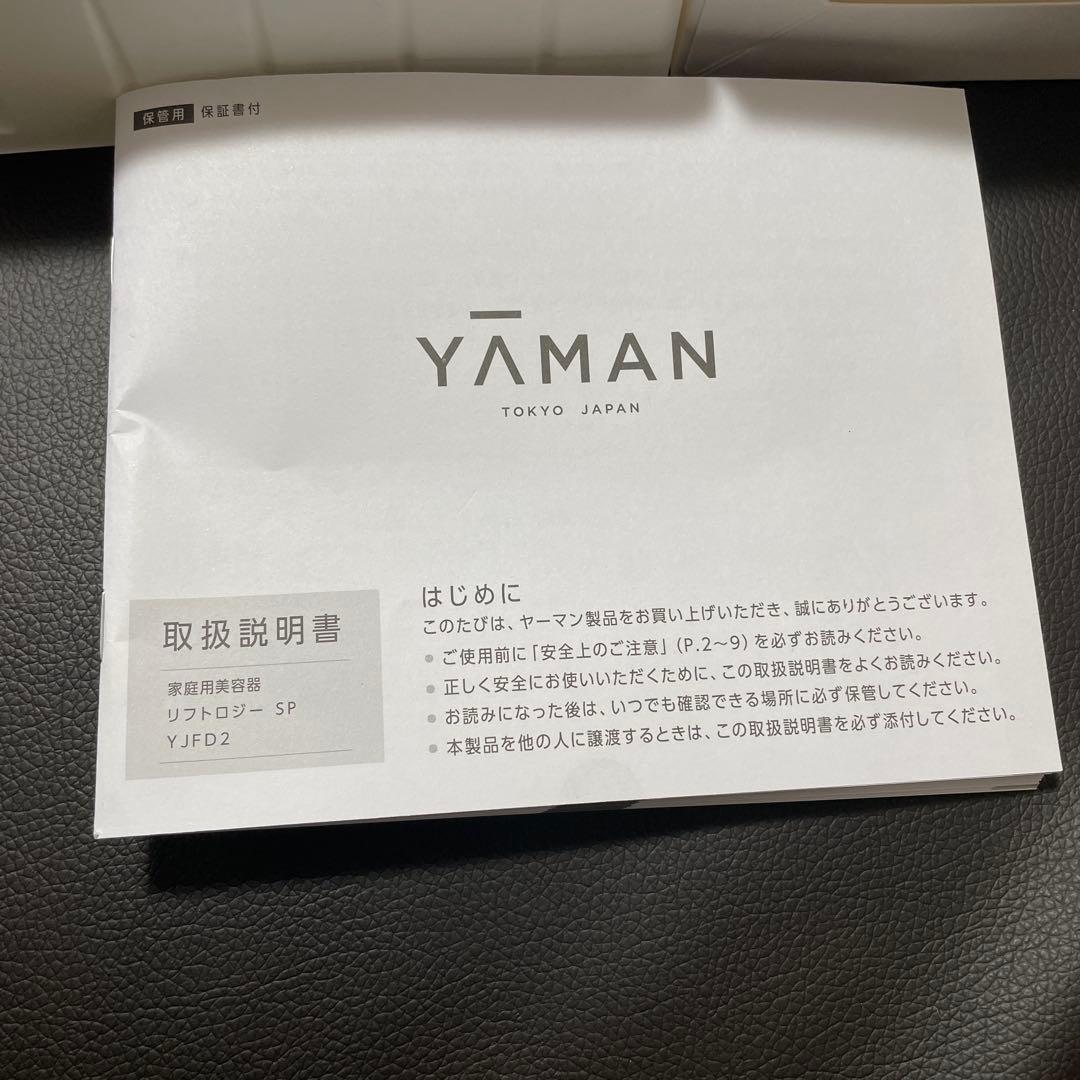 保管用 保証書付
YAMAN
TOKYO JAPAN
取扱説明書
家庭用美容器
リフトロジー SP
YJFD2
はじめに
このたびは、ヤーマン製品をお買い上げいただき、誠にありがとうございます。
● ご使用前に「安全上のご注意」(P.2〜9)を必ずお読みください。
● 正しく安全にお使いいただくために、この取扱説明書をよくお読みください。
● お読みになった後は、いつでも確認できる場所に必ず保管してください。
● 本製品を他の人に譲渡するときは、この取扱説明書を必ず添付してください。